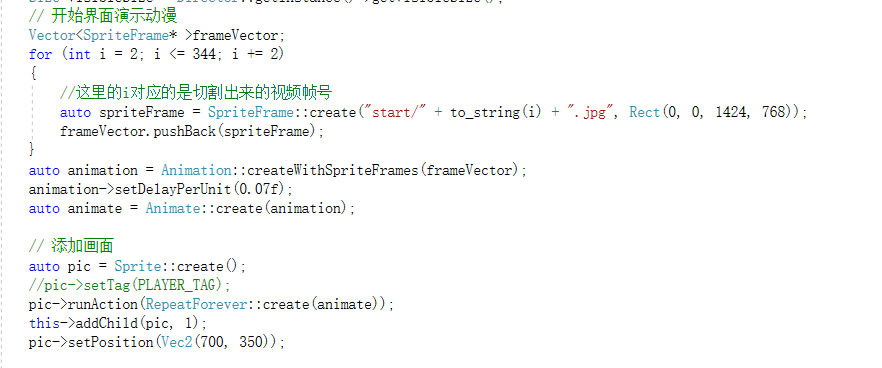 // 开始界面演示动漫
Vector<SpriteFrame* >frameVector;
for (int i = 2; i <= 344; i += 2)
{
//这里的i对应的是切割出来的视频帧号
auto spriteFrame = SpriteFrame::create("start/" + to_string(i) + ".jpg", Rect(0, 0, 1424, 768));
frameVector.pushBack(spriteFrame);
}
auto animation = Animation::createWithSpriteFrames(frameVector);
animation->setDelayPerUnit(0.07f);
auto animate = Animate::create(animation);
// 添加画面
auto pic = Sprite::create();
//pic->setTag(PLAYER_TAG);
pic->runAction(RepeatForever::create(animate));
this->addChild(pic, 1);
pic->setPosition(Vec2(700, 350));